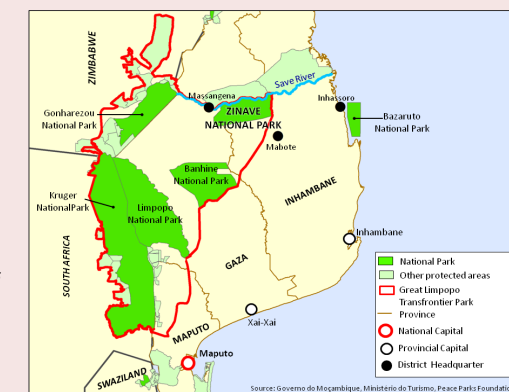 ZIMBABWE
Save River
Massangena
Inhassoro
Gonharezou
National Park
ZINAVE
NATIONAL PARK
Bazaruto
National Park
Mabote
Banhine
National Park
Kruger
NationalPark
Limpopo
National Park
INHAMBANE
Inhambane
SOUTH AFRICA
GAZA
Xai-Xai
MAPUTO
Maputo
SWAZILAND
National Park
Other protected areas
Great Limpopo
Transfrontier Park
Province
National Capital
Provincial Capital
District Headquarter
Source: Governo do Moçambique, Ministério do Turismo, Peace Parks Foundatio